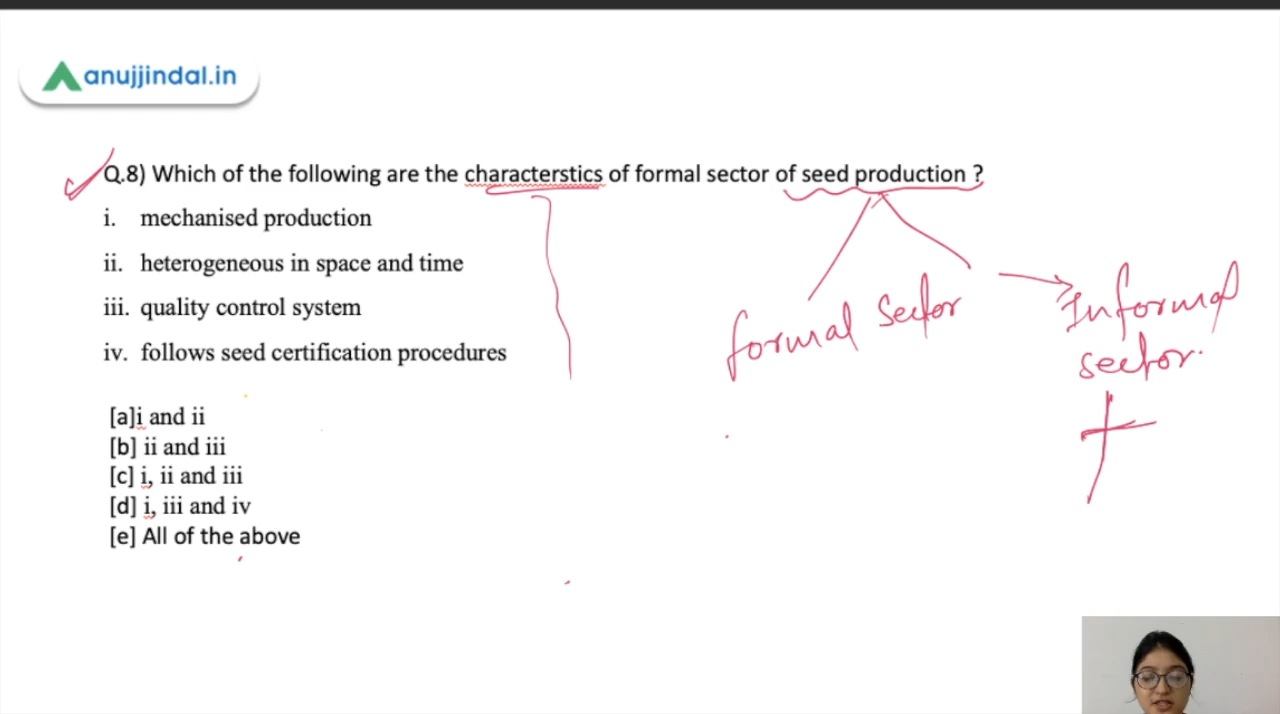 anujjindal.in
Q.8) Which of the following are the characterstics of formal sector of seed production ?
i. mechanised production
ii. heterogeneous in space and time
iii. quality control system
iv. follows seed certification procedures
[a]i and ii
[b] ii and iii
[c] i, ii and iii
[d] i, iii and iv
[e] All of the above
formal Sector
Informal
sector.